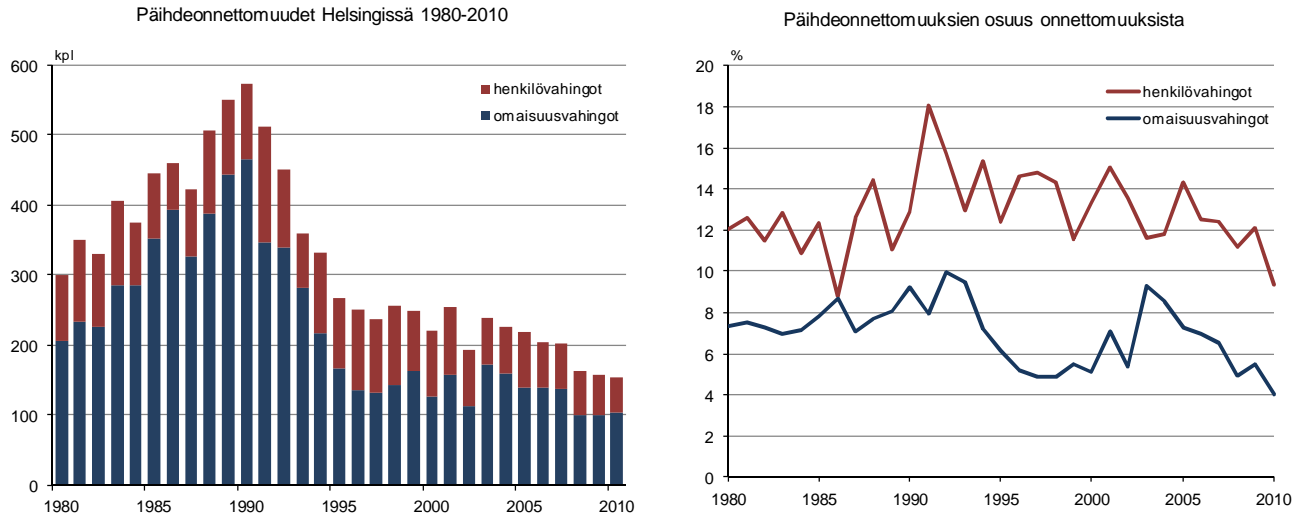 Päihdeonnettomuudet Helsingissä 1980-2010
kpl
600
500
400
300
200
100
0
henkilövahingot
omaisuusvahingot
1980 1985 1990 1995 2000 2005 2010
Päihdeonnettomuuksien osuus onnettomuuksista
%
20
18
16
14
12
10
8
6
4
2
0
henkilövahingot
omaisuusvahingot
1980 1985 1990 1995 2000 2005 2010